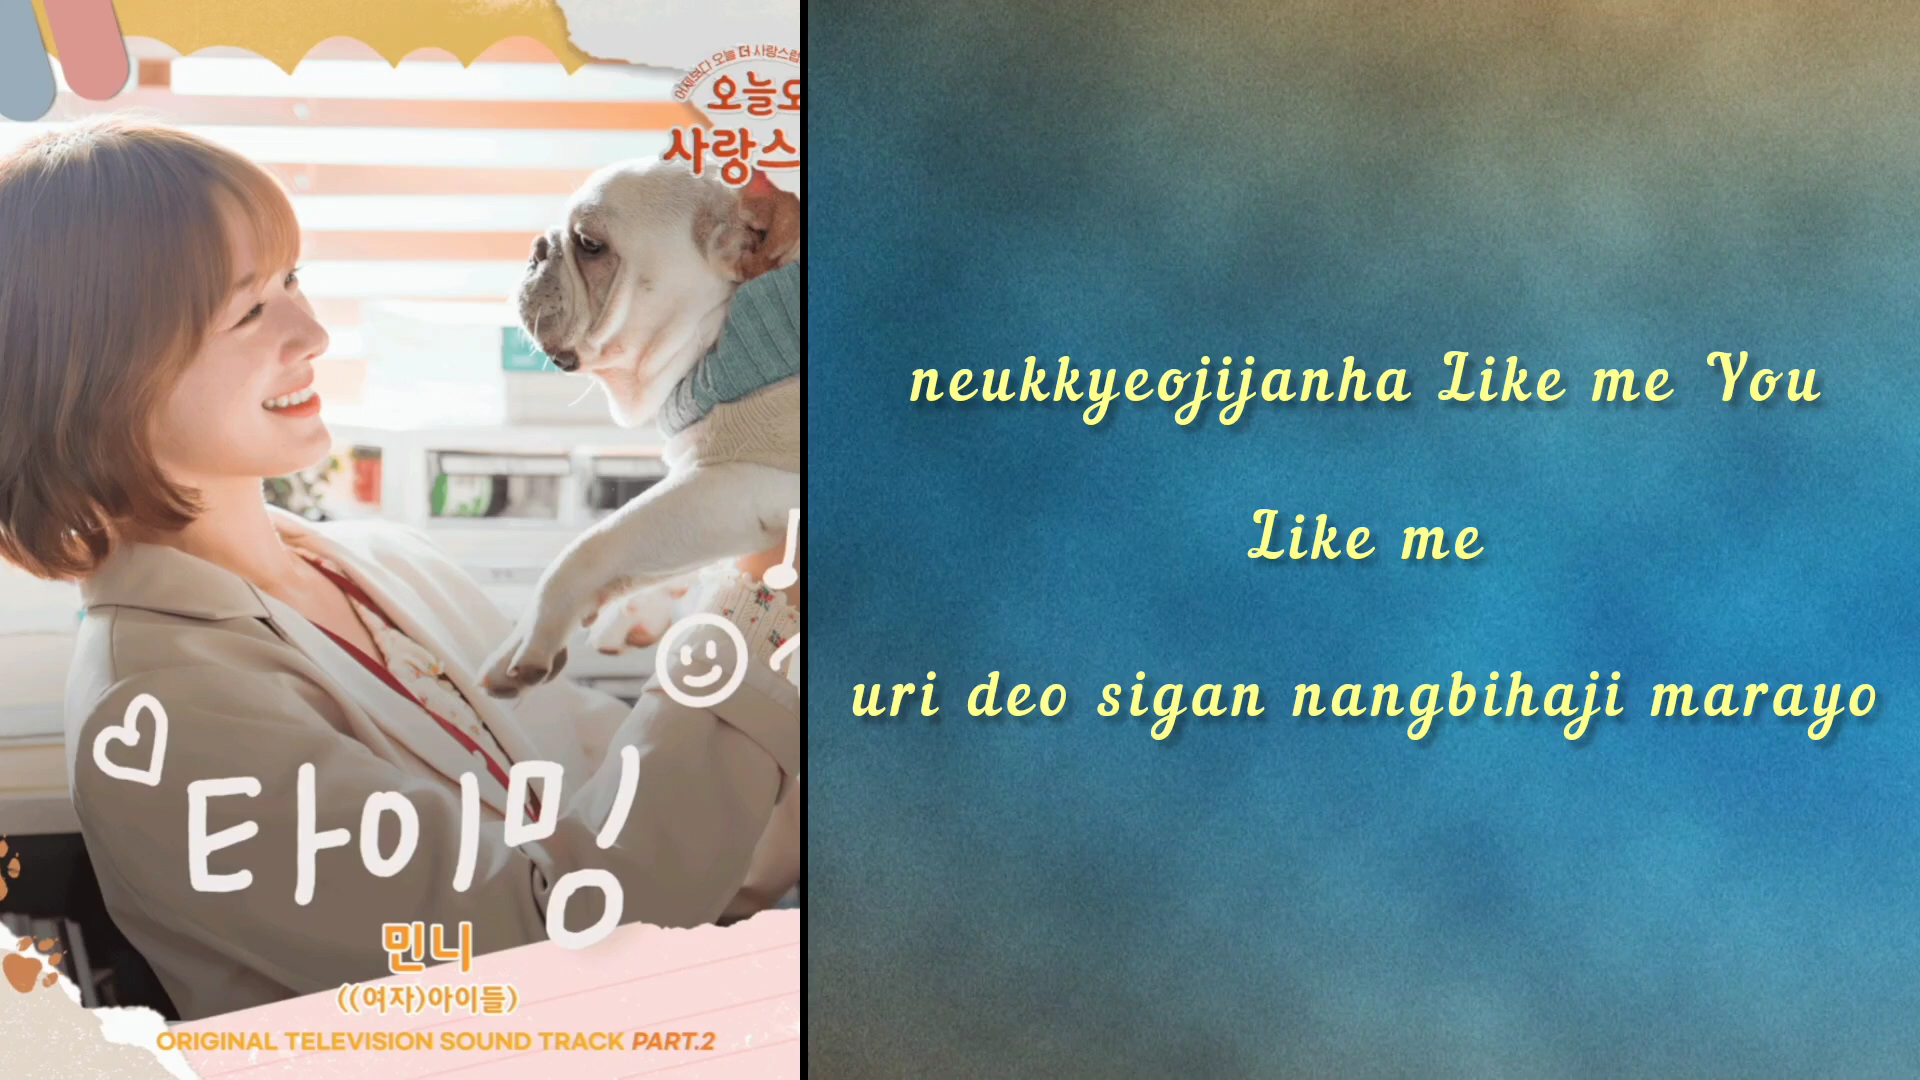 어제보다 오늘 더 사랑스럽
오늘도
사랑스
타이밍
민니
((여자)아이들)
ORIGINAL TELEVISION SOUND TRACK PART.2
neukkyeojijanha Like me You
Like me
uri deo sigan nangbihaji marayo